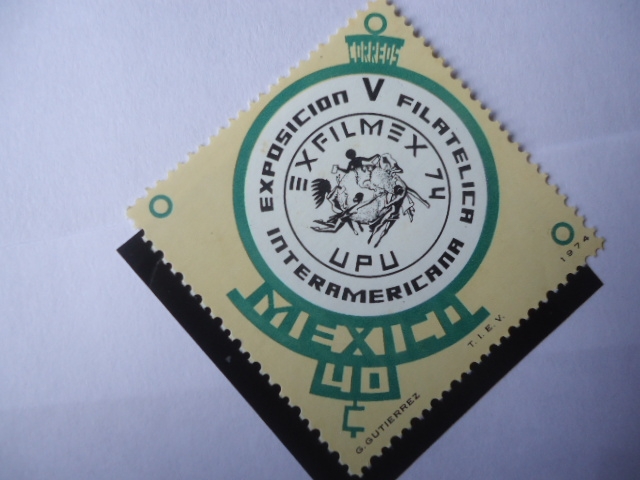 CORREOS
EXPOSICION V FILATELICA
INTERAMERICANA
EXFILMEX 74
UPU
MEXICO
40
¢
G. GUTIERREZ
T. I. E. V.
1974